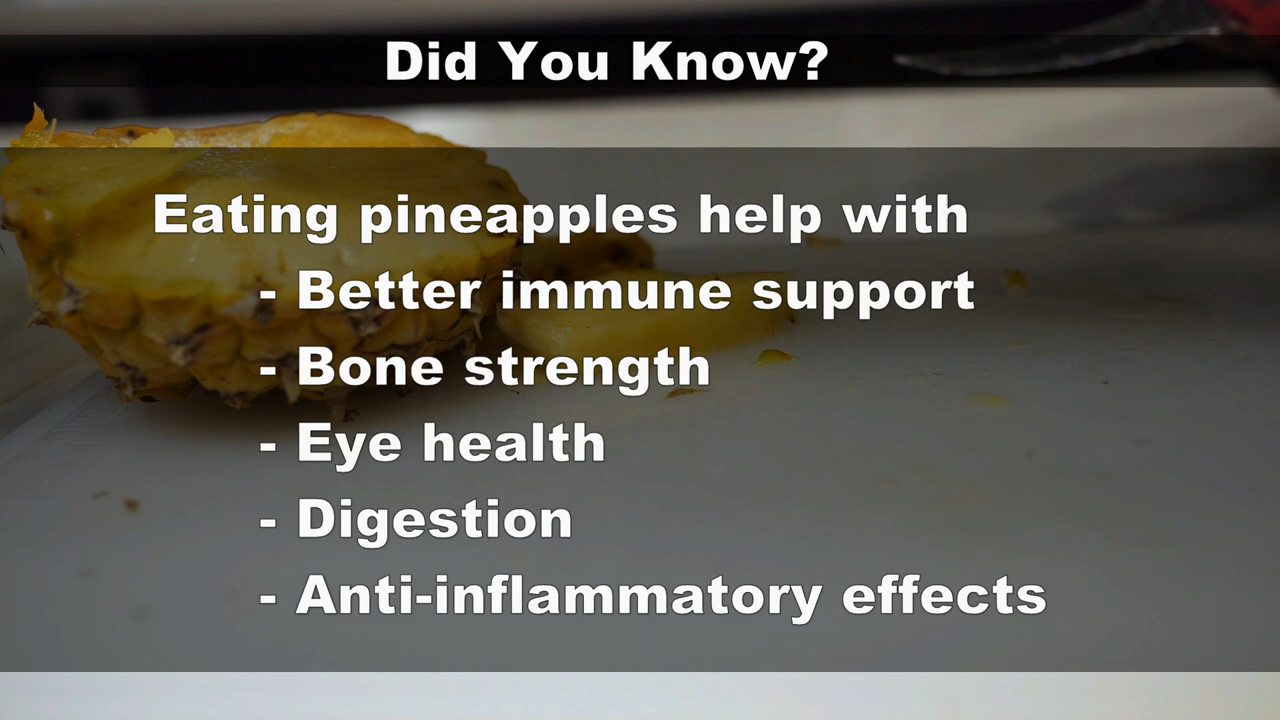 Did You Know?
Eating pineapples help with
- Better immune support
- Bone strength
- Eye health
- Digestion
- Anti-inflammatory effects